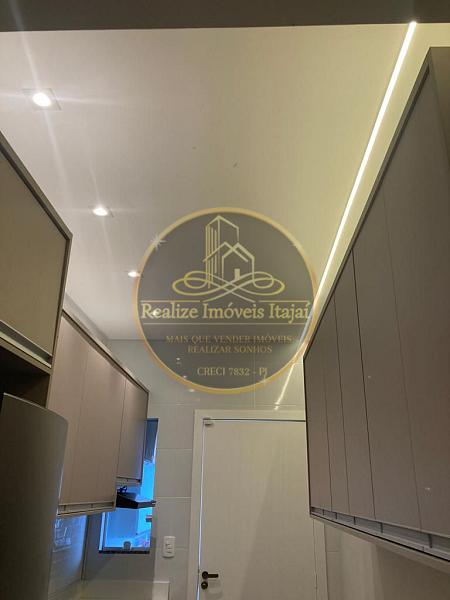 Realize Imóveis Itajaí
MAIS QUE VENDER IMÓVEIS
REALIZAR SONHOS
CRECI 7832 - PJ